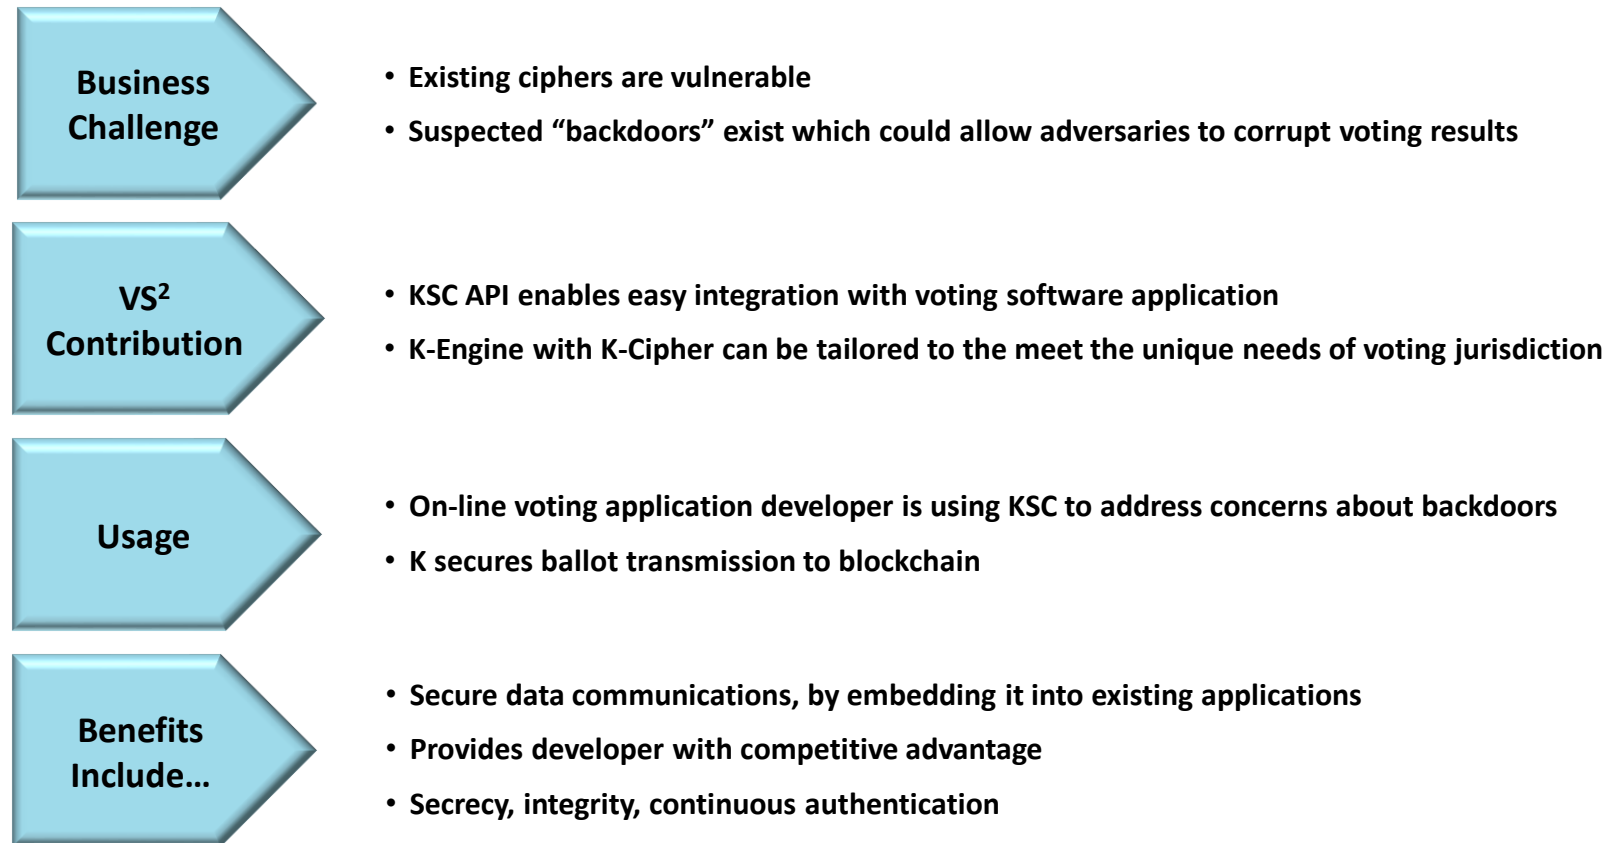 Business
Challenge
• Existing ciphers are vulnerable
• Suspected “backdoors” exist which could allow adversaries to corrupt voting results
VS²
Contribution
• KSC API enables easy integration with voting software application
• K-Engine with K-Cipher can be tailored to the meet the unique needs of voting jurisdiction
Usage
• On-line voting application developer is using KSC to address concerns about backdoors
• K secures ballot transmission to blockchain
Benefits
Include…
• Secure data communications, by embedding it into existing applications
• Provides developer with competitive advantage
• Secrecy, integrity, continuous authentication